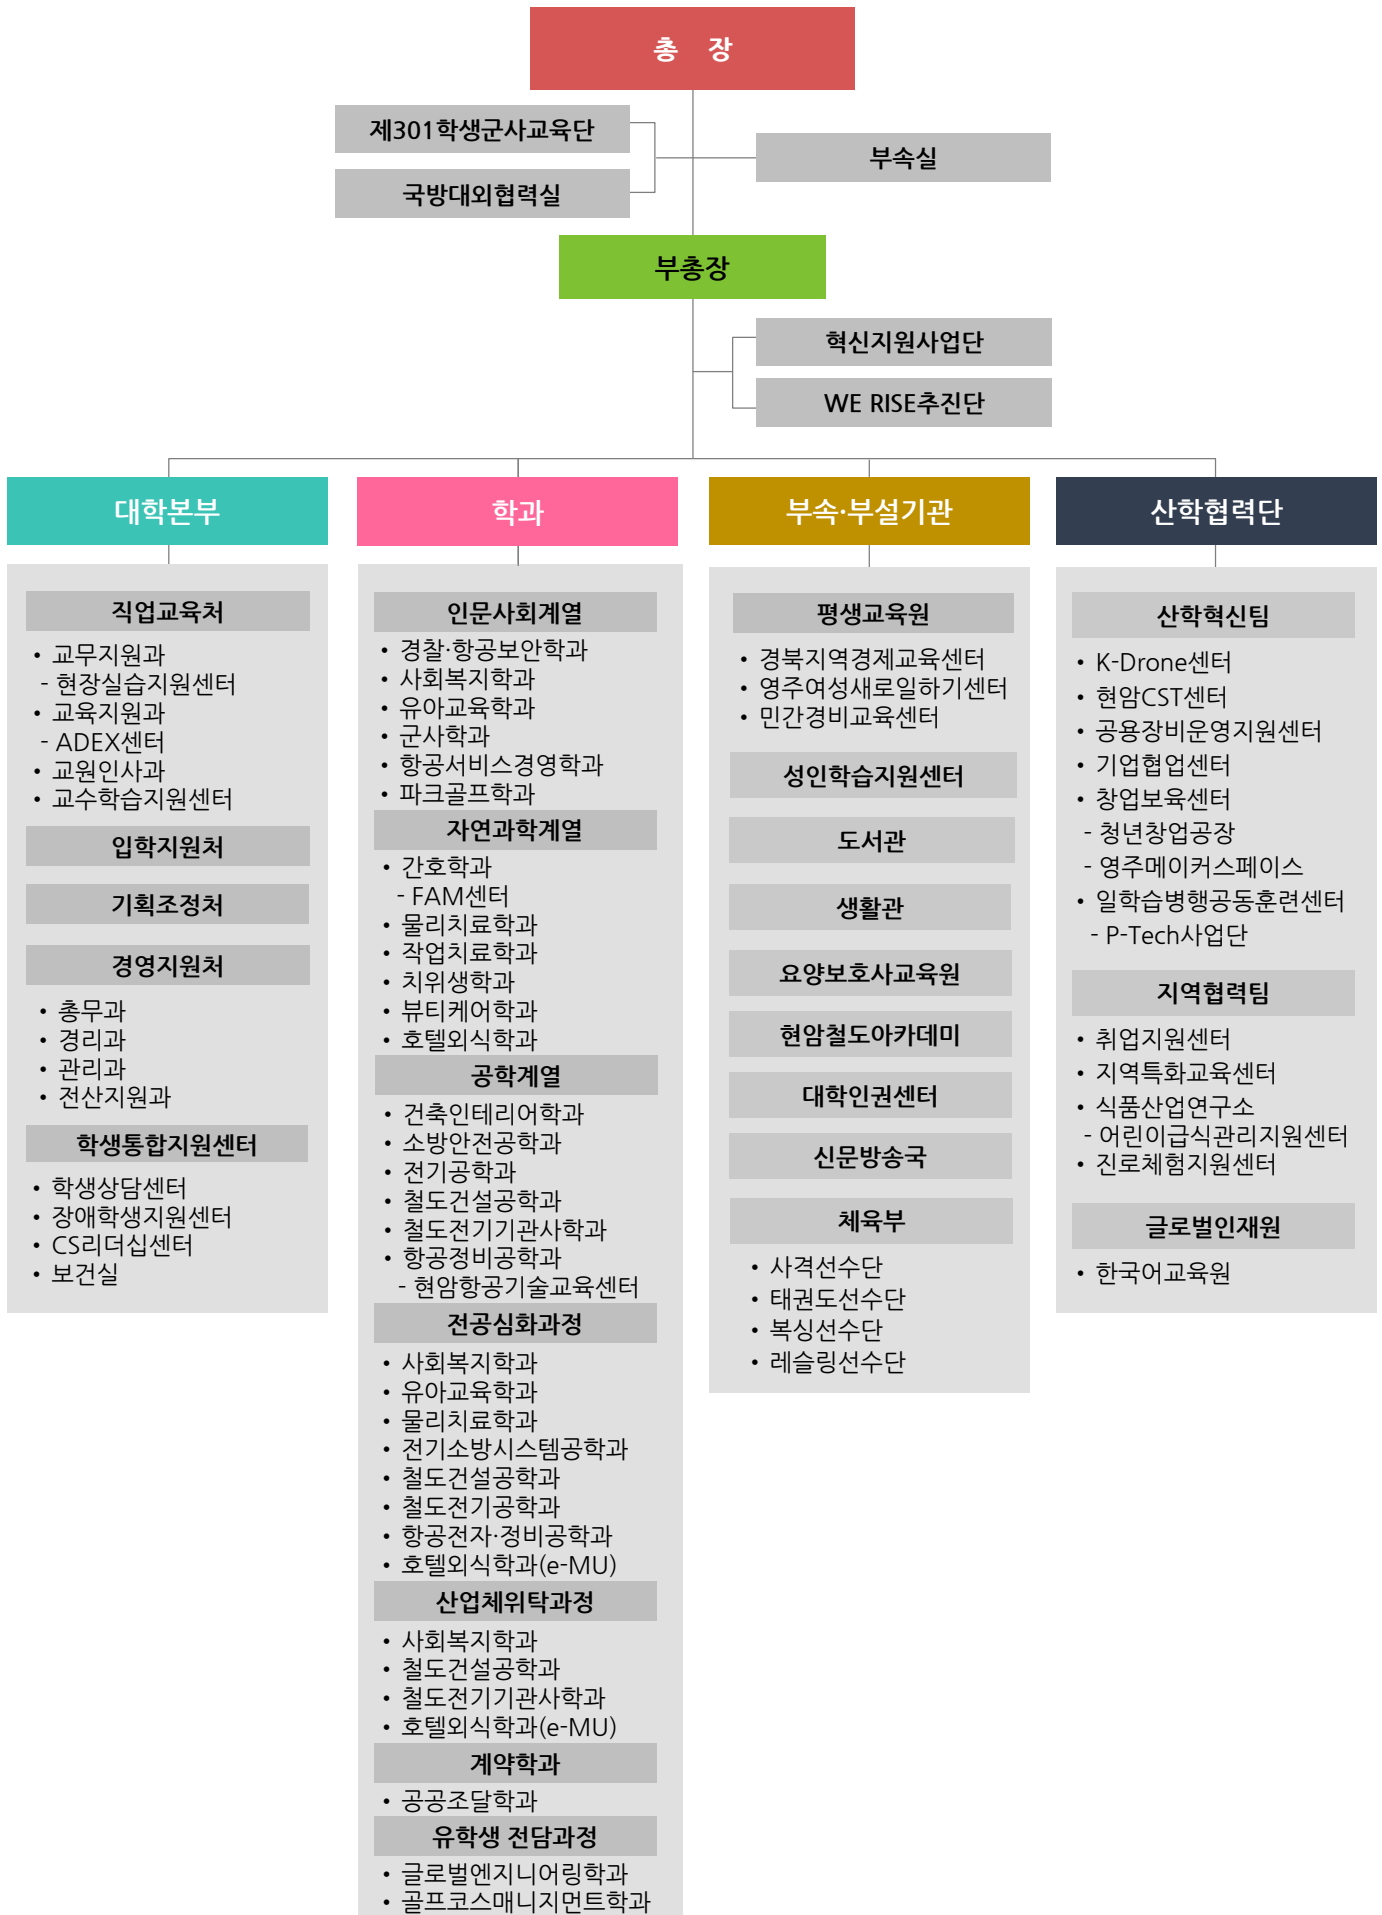 총 장
제301학생군사교육단
부속실
국방대외협력실
부총장
혁신지원사업단
WE RISE추진단
대학본부
직업교육처
• 교무지원과
- 현장실습지원센터
• 교육지원과
- ADEX센터
• 교원인사과
• 교수학습지원센터
입학지원처
기획조정처
경영지원처
• 총무과
• 경리과
• 관리과
• 전산지원과
학생통합지원센터
• 학생상담센터
• 장애학생지원센터
• CS리더십센터
• 보건실
학과
인문사회계열
• 경찰·항공보안학과
• 사회복지학과
• 유아교육학과
• 군사학과
• 항공서비스경영학과
• 파크골프학과
자연과학계열
• 간호학과
- FAM센터
• 물리치료학과
• 작업치료학과
• 치위생학과
• 뷰티케어학과
• 호텔외식학과
공학계열
• 건축인테리어학과
• 소방안전공학과
• 전기공학과
• 철도건설공학과
• 철도전기기관사학과
• 항공정비공학과
- 현암항공기술교육센터
전공심화과정
• 사회복지학과
• 유아교육학과
• 물리치료학과
• 전기소방시스템공학과
• 철도건설공학과
• 철도전기공학과
• 항공전자·정비공학과
• 호텔외식학과(e-MU)
산업체위탁과정
• 사회복지학과
• 철도건설공학과
• 철도전기기관사학과
• 호텔외식학과(e-MU)
계약학과
• 공공조달학과
유학생 전담과정
• 글로벌엔지니어링학과
• 골프코스매니지먼트학과
부속·부설기관
평생교육원
• 경북지역경제교육센터
• 영주여성새로일하기센터
• 민간경비교육센터
성인학습지원센터
도서관
생활관
요양보호사교육원
현암철도아카데미
대학인권센터
신문방송국
체육부
• 사격선수단
• 태권도선수단
• 복싱선수단
• 레슬링선수단
산학협력단
산학혁신팀
• K-Drone센터
• 현암CST센터
• 공용장비운영지원센터
• 기업협업센터
• 창업보육센터
- 청년창업공장
- 영주메이커스페이스
• 일학습병행공동훈련센터
- P-Tech사업단
지역협력팀
• 취업지원센터
• 지역특화교육센터
• 식품산업연구소
- 어린이급식관리지원센터
• 진로체험지원센터
글로벌인재원
• 한국어교육원